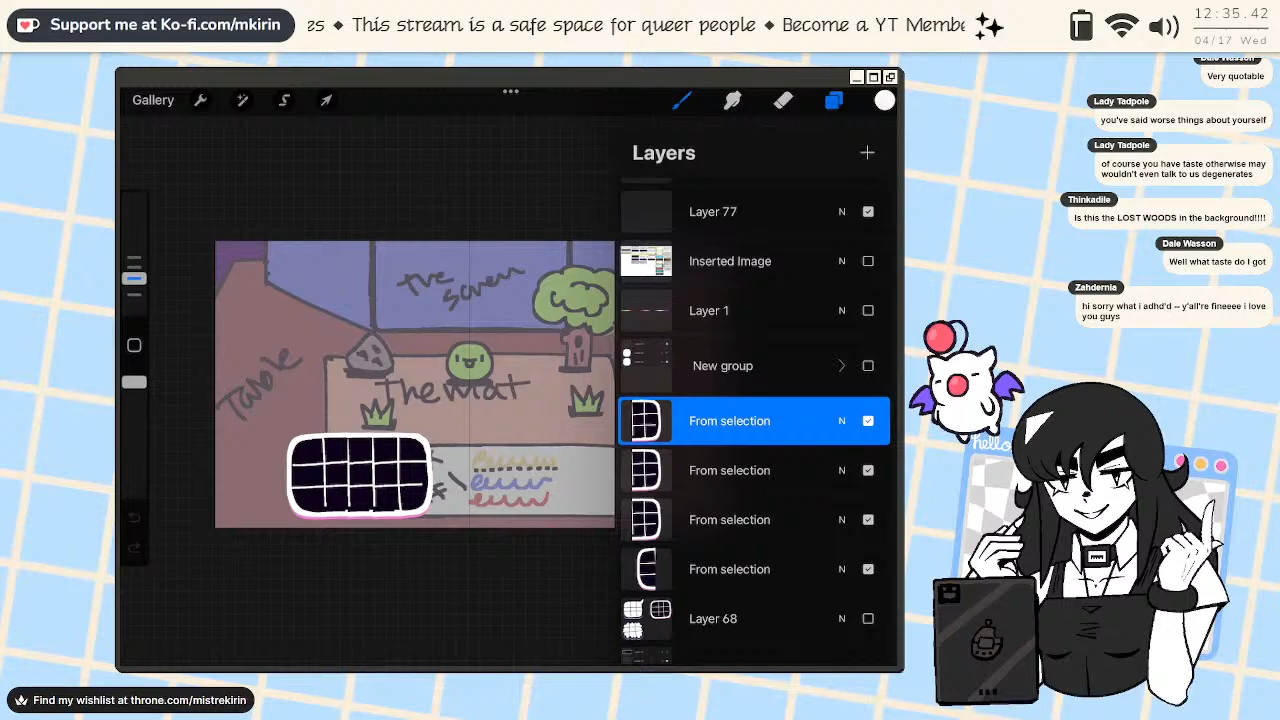 Support me at Ko-fi.com/mkirin
es ◆ This stream is a safe space for queer people ◆ Become a YT Membe
12:35.42
04/17 Wed
Dale Wasson
Very quotable
Lady Tadpole
you've said worse things about yourself
Lady Tadpole
of course you have taste otherwise may
wouldn't even talk to us degenerates
Thinkadile
Is this the LOST WOODS in the background!!!!
Dale Wasson
Well what taste do I got
Zahdernia
hi sorry what i adhd'd -- y'all're fineeee i love
you guys
Gallery
Layers
Layer 77
N
Inserted Image
N
Layer 1
N
New group
From selection
N
From selection
N
From selection
N
From selection
N
Layer 68
N
the
screen
Table
The Mat
hello
Find my wishlist at throne.com/mistrekirin